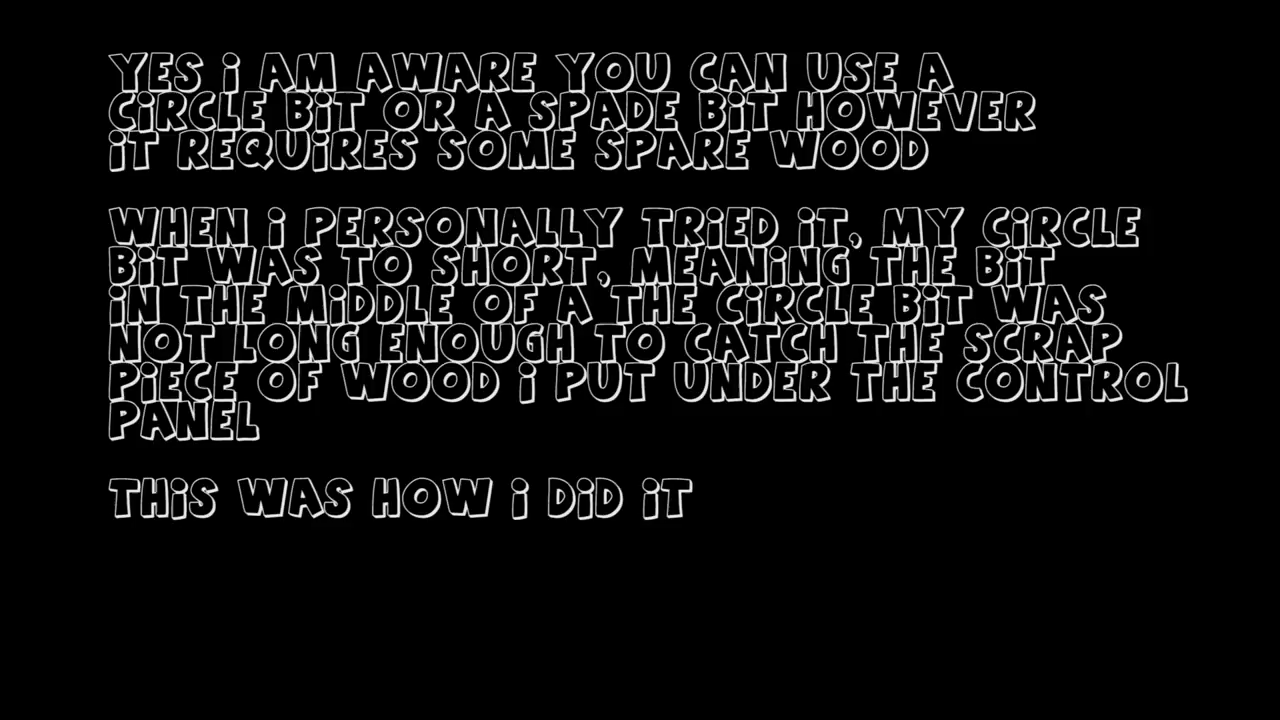 YES i AM AWARE YOU CAN USE A
CiRCLE BiT OR A SPADE BiT HOWEVER
iT REQUiRES SOME SPARE WOOD
WHEN i PERSONALLY TRiED iT, MY CiRCLE
BiT WAS TO SHORT, MEANiNG THE BiT
iN THE MiDDLE OF A THE CiRCLE BiT WAS
NOT LONG ENOUGH TO CATCH THE SCRAP
PiECE OF WOOD i PUT UNDER THE CONTROL
PANEL
THiS WAS HOW i DiD iT